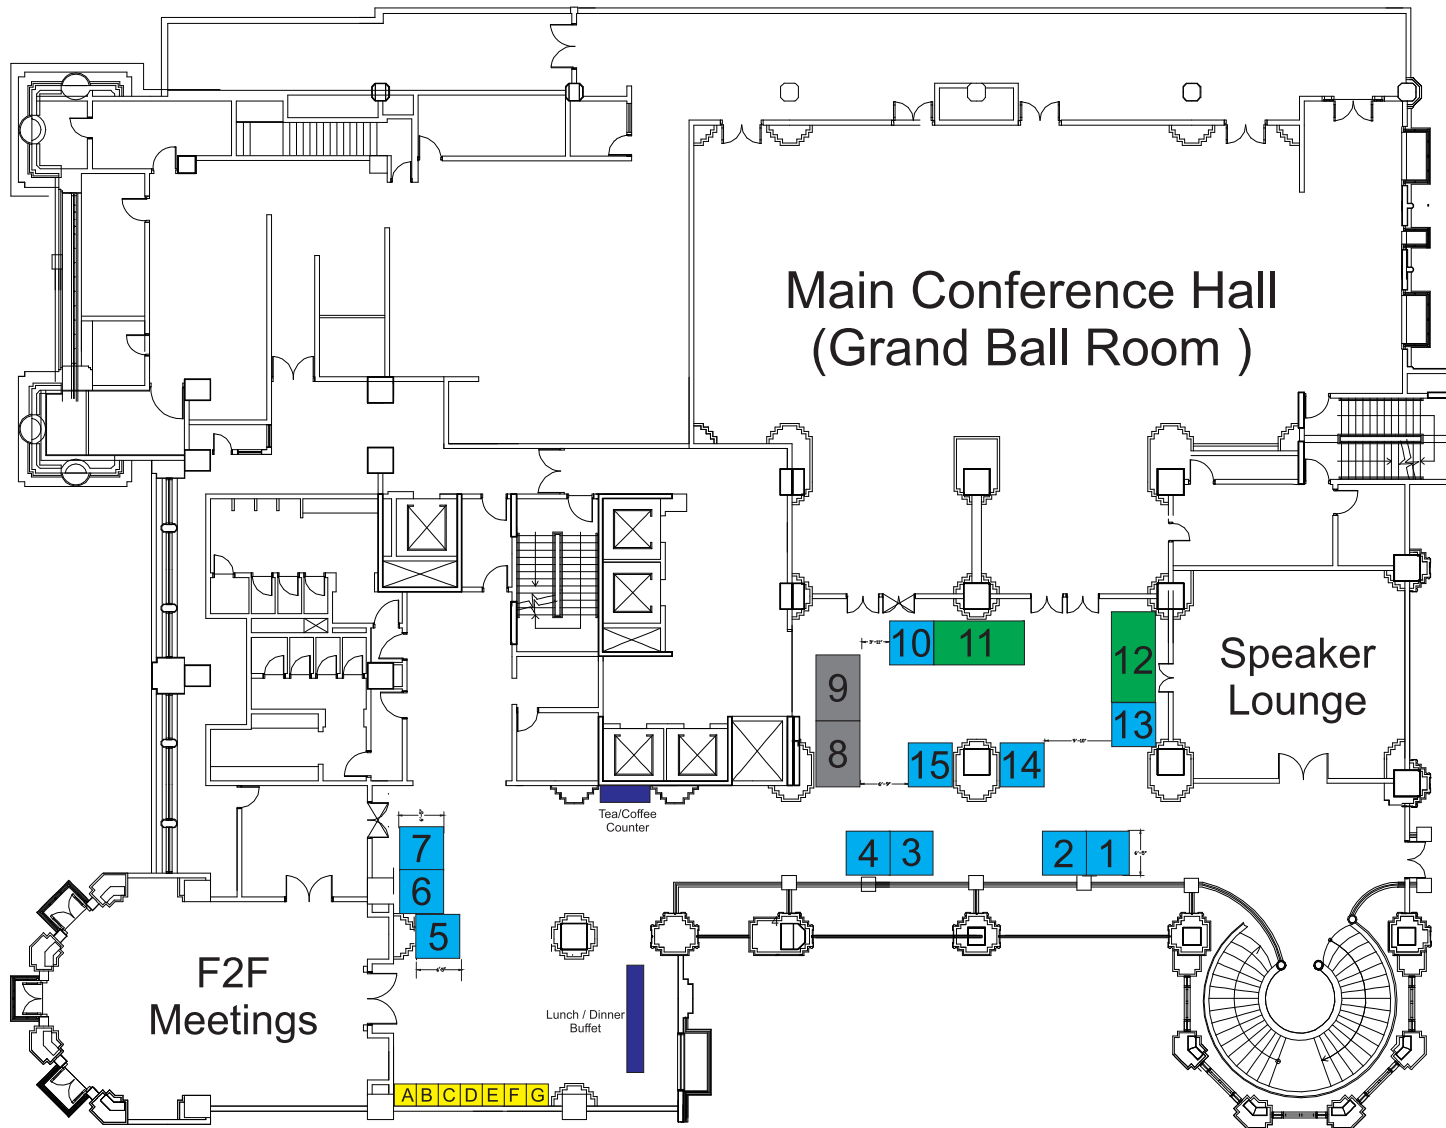 Main Conference Hall
(Grand Ball Room )
10
11
12
13
9
8
15
14
Speaker
Lounge
Tea/Coffee
Counter
7
6
5
4
3
2
1
F2F
Meetings
Lunch / Dinner
Buffet
A B C D E F G